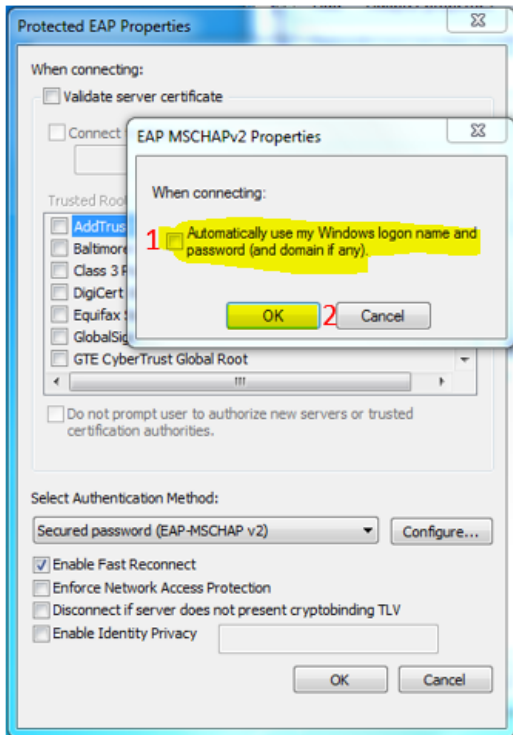 Protected EAP Properties
When connecting:
Validate server certificate
Connect
EAP MSCHAPv2 Properties
When connecting:
1 Automatically use my Windows logon name and
password (and domain if any).
OK 2 Cancel
Trusted Root
AddTrus
Baltimore
Class 3 P
DigiCert
Equifax
GlobalSig
GTE CyberTrust Global Root
Do not prompt user to authorize new servers or trusted
certification authorities.
Select Authentication Method:
Secured password (EAP-MSCHAP v2) Configure...
Enable Fast Reconnect
Enforce Network Access Protection
Disconnect if server does not present cryptobinding TLV
Enable Identity Privacy
OK Cancel